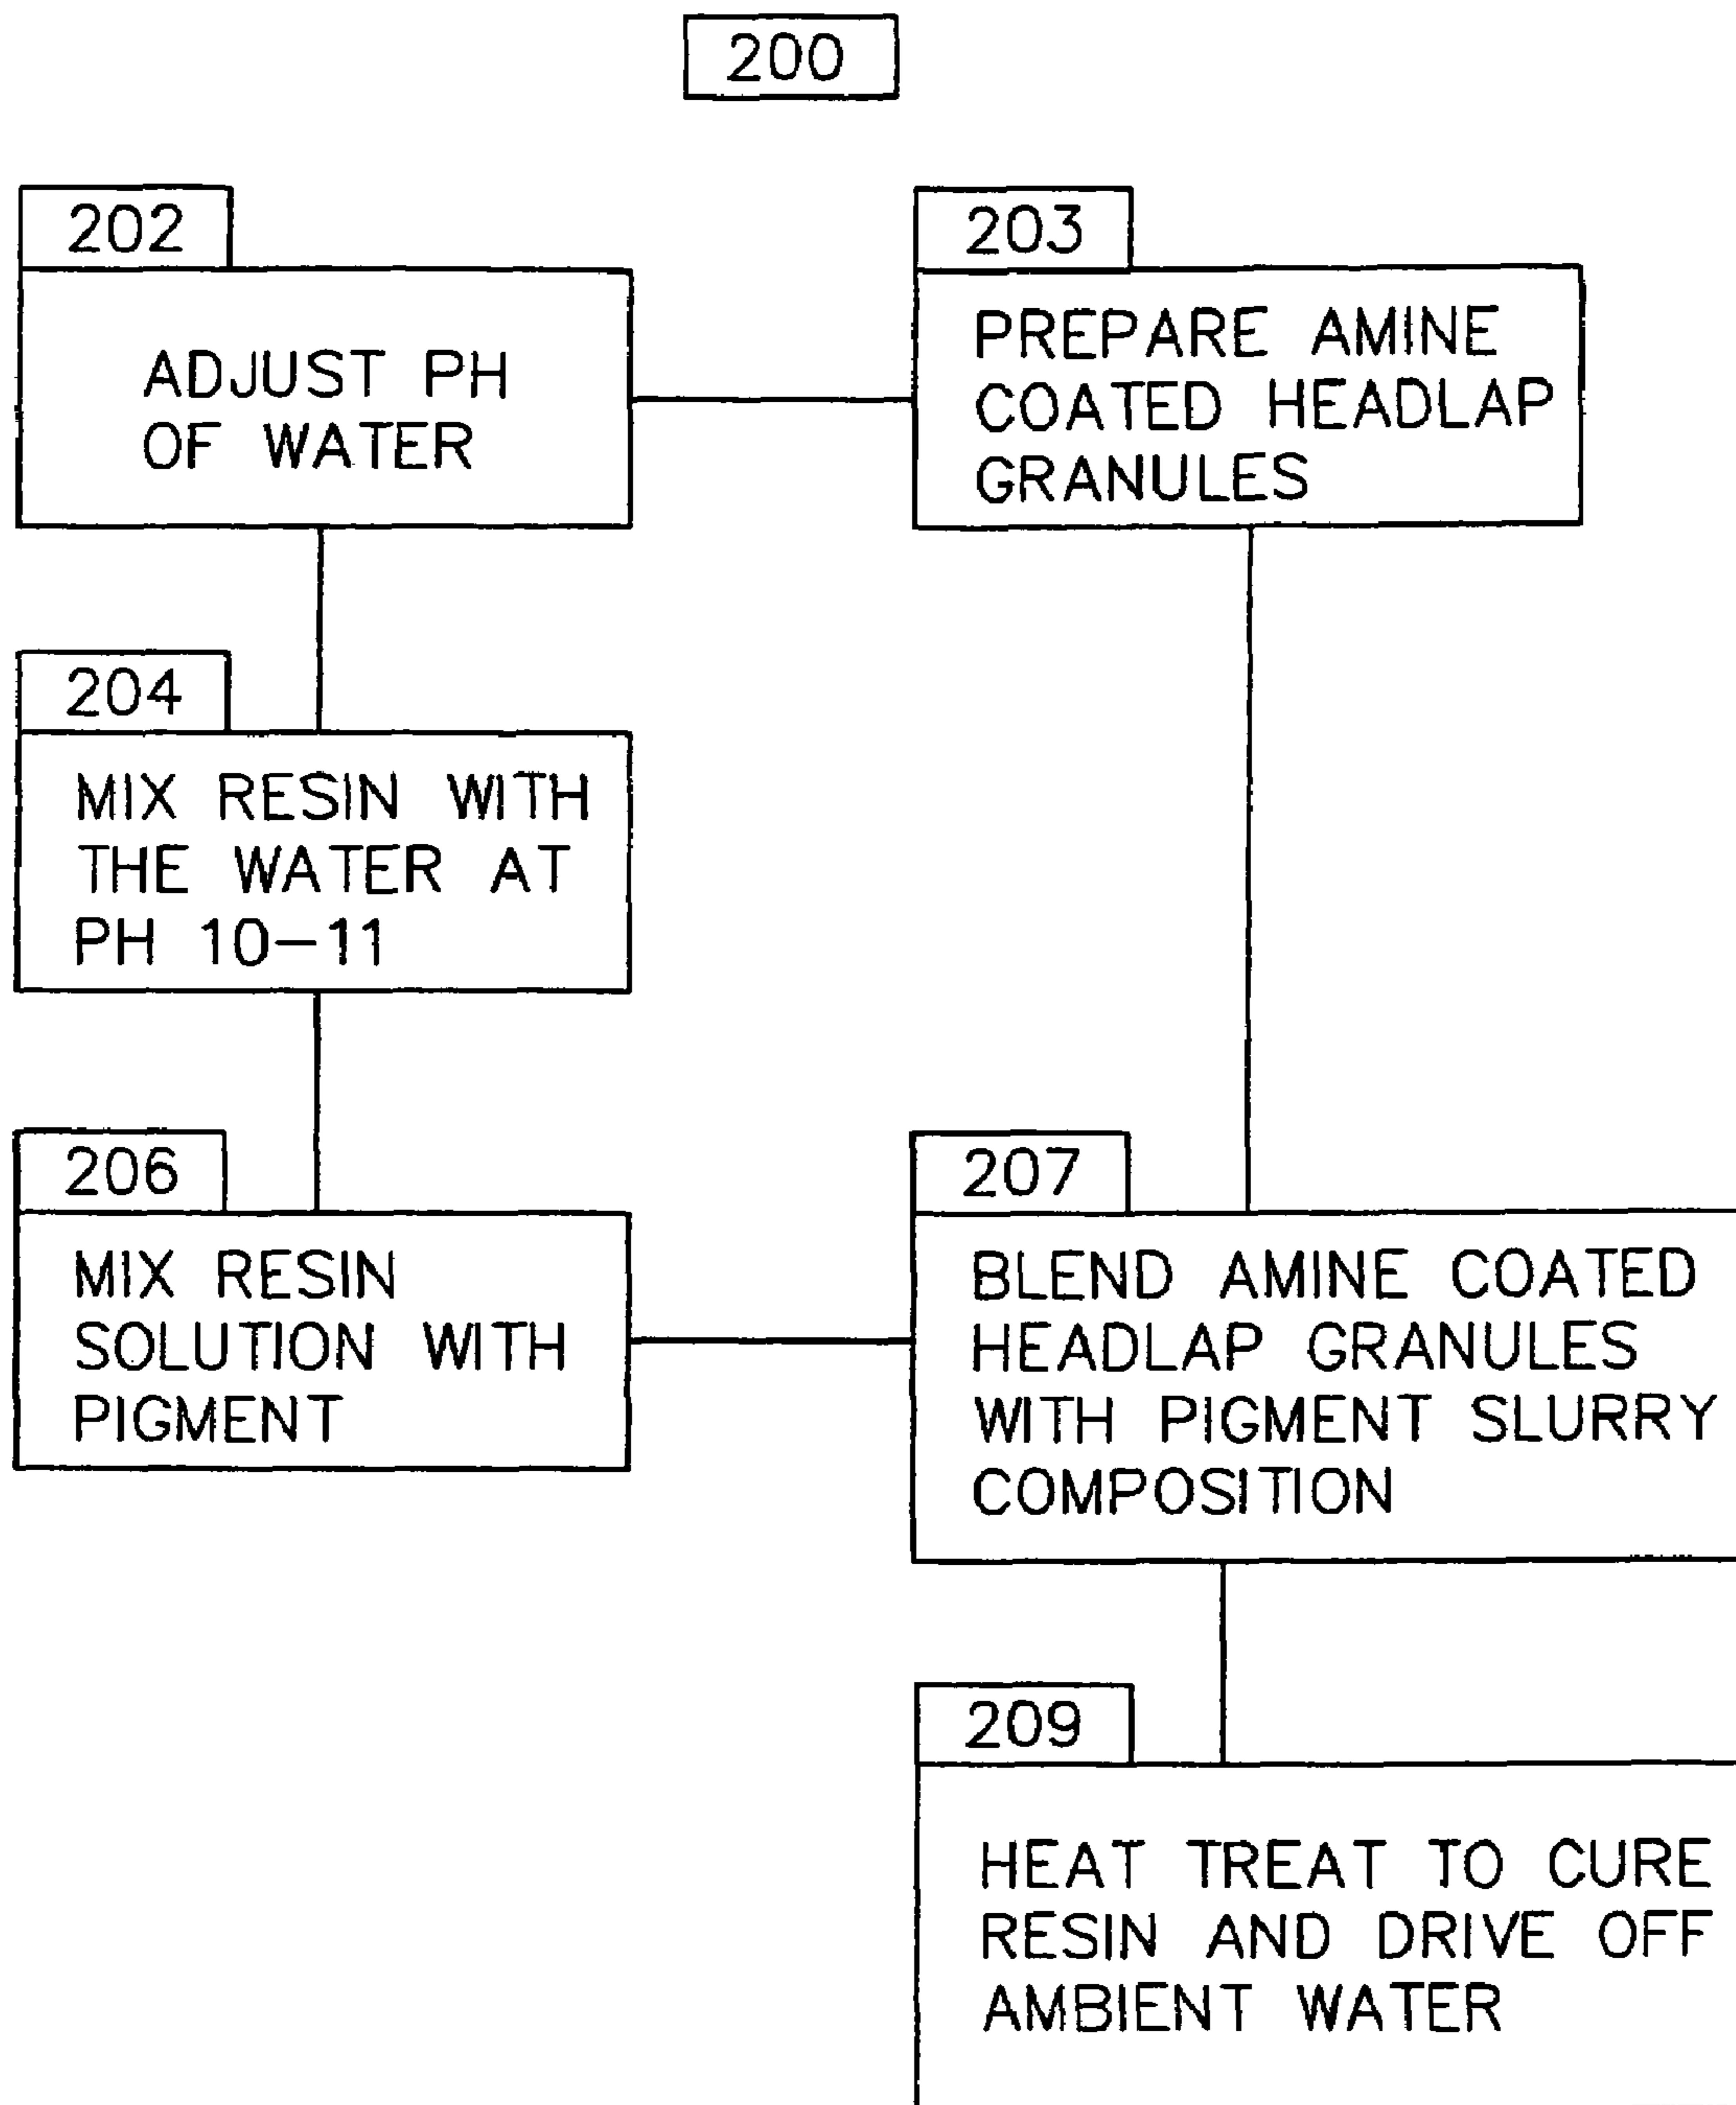 200
202
ADJUST PH
OF WATER
203
PREPARE AMINE
COATED HEADLAP
GRANULES
204
MIX RESIN WITH
THE WATER AT
PH 10-11
206
MIX RESIN
SOLUTION WITH
PIGMENT
207
BLEND AMINE COATED
HEADLAP GRANULES
WITH PIGMENT SLURRY
COMPOSITION
209
HEAT TREAT TO CURE
RESIN AND DRIVE OFF
AMBIENT WATER